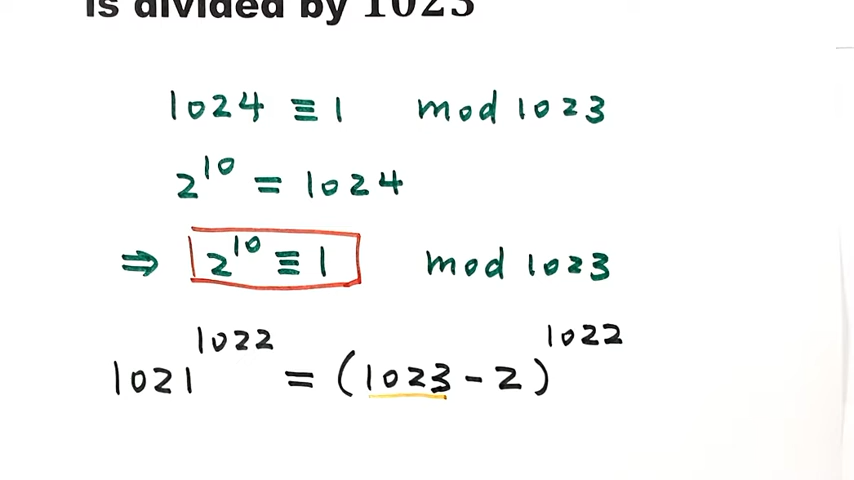 is divided by 1023
1024 ≡ 1 mod 1023
2^10 = 1024
⇒ 2^10 ≡ 1 mod 1023
1021^1022 = (1023 - 2)^1022